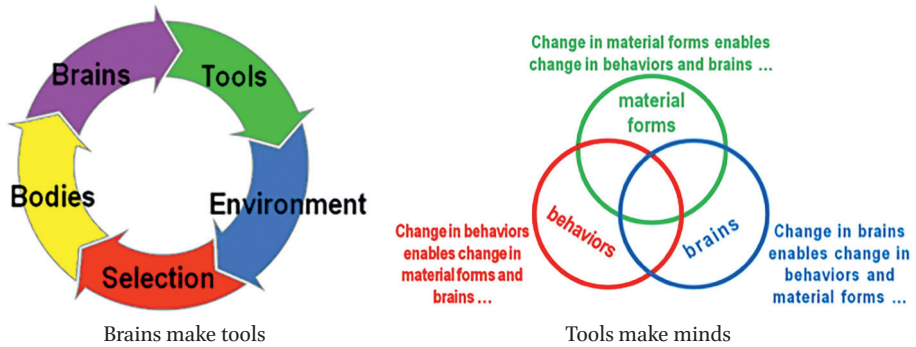 Brains
Tools
Environment
Selection
Bodies
Brains make tools
Change in material forms enables
change in behaviors and brains ...
material
forms
behaviors
brains
Change in behaviors
enables change in
material forms and
brains ...
Change in brains
enables change in
behaviors and
material forms ...
Tools make minds